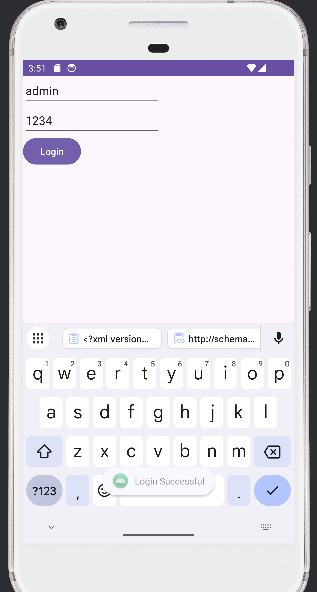 3:51
admin
1234
Login
<?xml version...
http://schema...
q1 w2 e3 r4 t5 y6 u7 i8 o9 p0
a s d f g h j k l
z x c v b n m
?123 , .
Login Successful